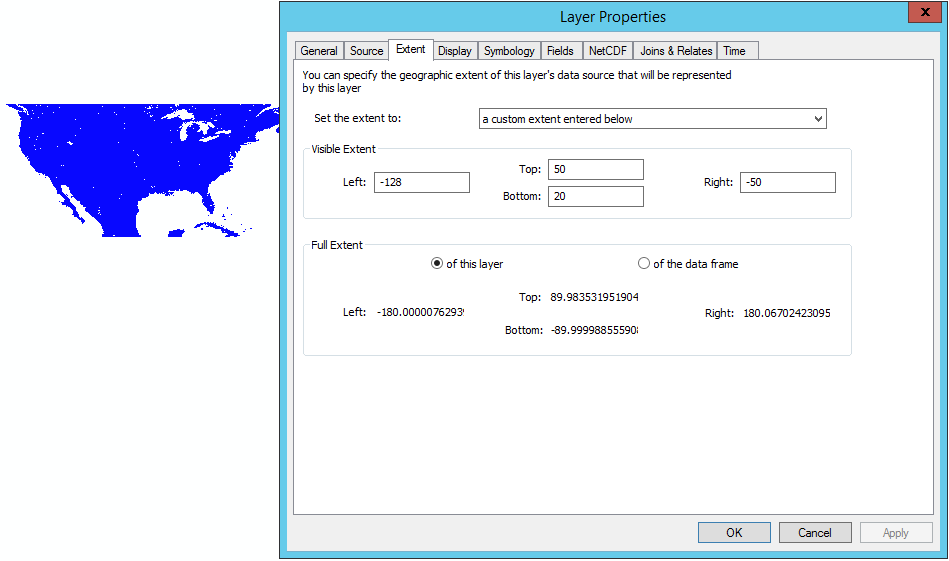 Layer Properties
x
General Source Extent Display Symbology Fields NetCDF Joins & Relates Time
You can specify the geographic extent of this layer's data source that will be represented
by this layer
Set the extent to: a custom extent entered below
Visible Extent
Top: 50
Left: -128 Right: -50
Bottom: 20
Full Extent
of this layer of the data frame
Top: 89.983531951904
Left: -180.0000076293 Right: 180.06702423095
Bottom: -89.9999885559
OK Cancel Apply